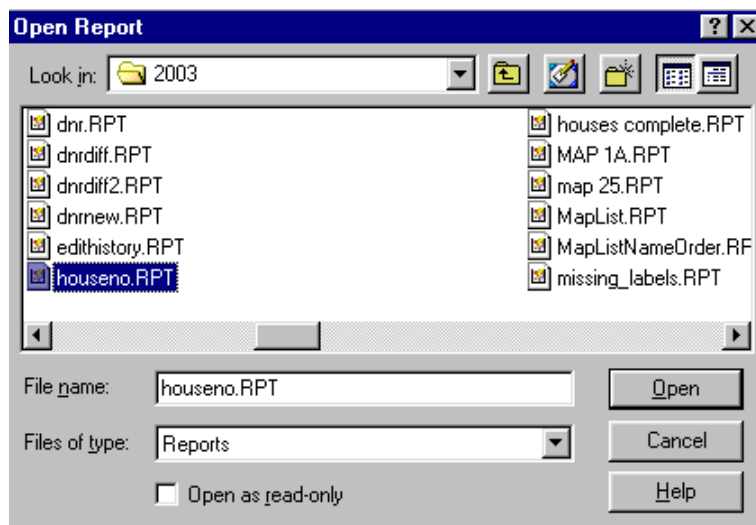 Open Report
Look in: 2003
dnr.RPT
dnrdiff.RPT
dnrdiff2.RPT
dnrnew.RPT
edithistory.RPT
houseno.RPT
houses complete.RPT
MAP 1A.RPT
map 25.RPT
MapList.RPT
MapListNameOrder.RF
missing_labels.RPT
File name: houseno.RPT
Open
Files of type: Reports
Cancel
Open as read-only
Help